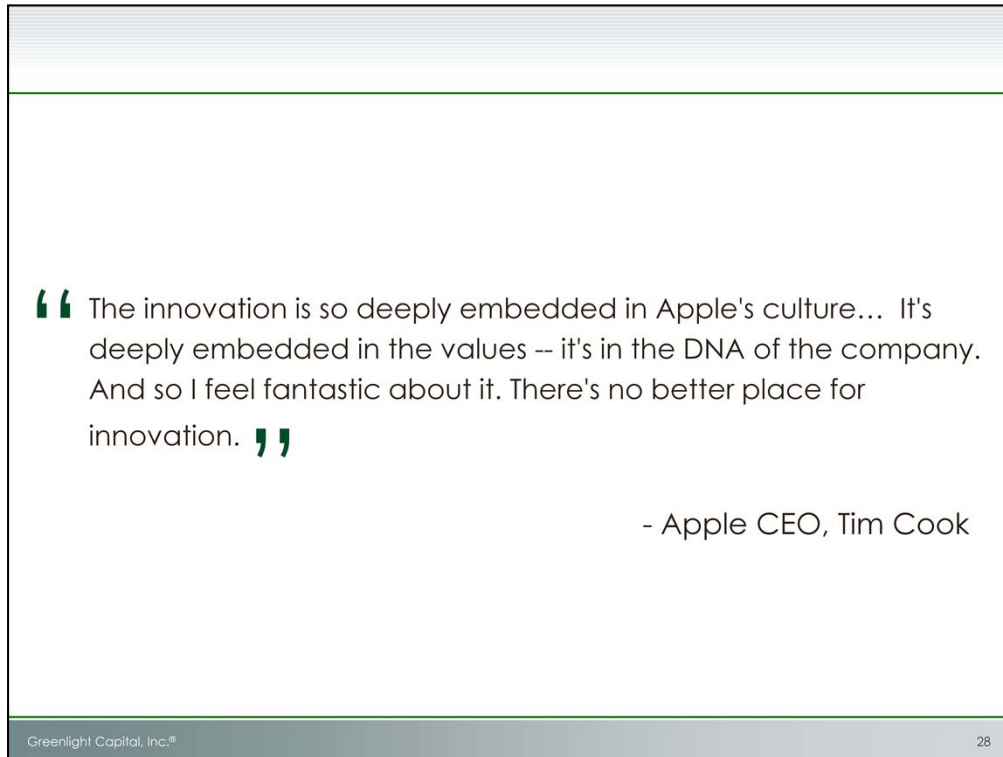 “ The innovation is so deeply embedded in Apple's culture... It's
deeply embedded in the values -- it's in the DNA of the company.
And so I feel fantastic about it. There's no better place for
innovation. ”
- Apple CEO, Tim Cook
Greenlight Capital, Inc.® 28